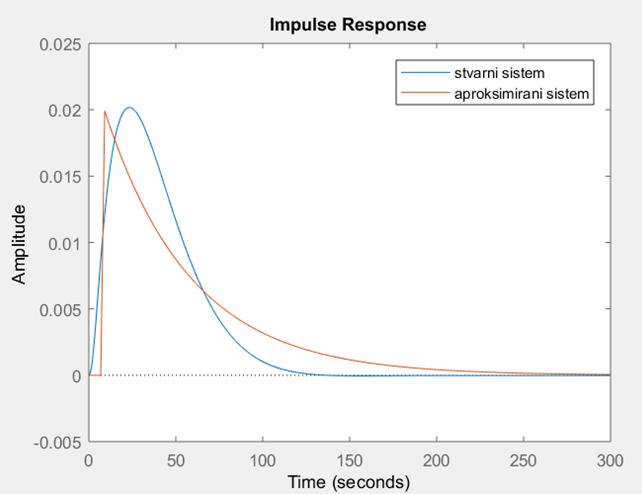 Impulse Response
0.025
0.02
0.015
0.01
0.005
0
-0.005
Amplitude
stvarni sistem
aproksimirani sistem
0 50 100 150 200 250 300
Time (seconds)